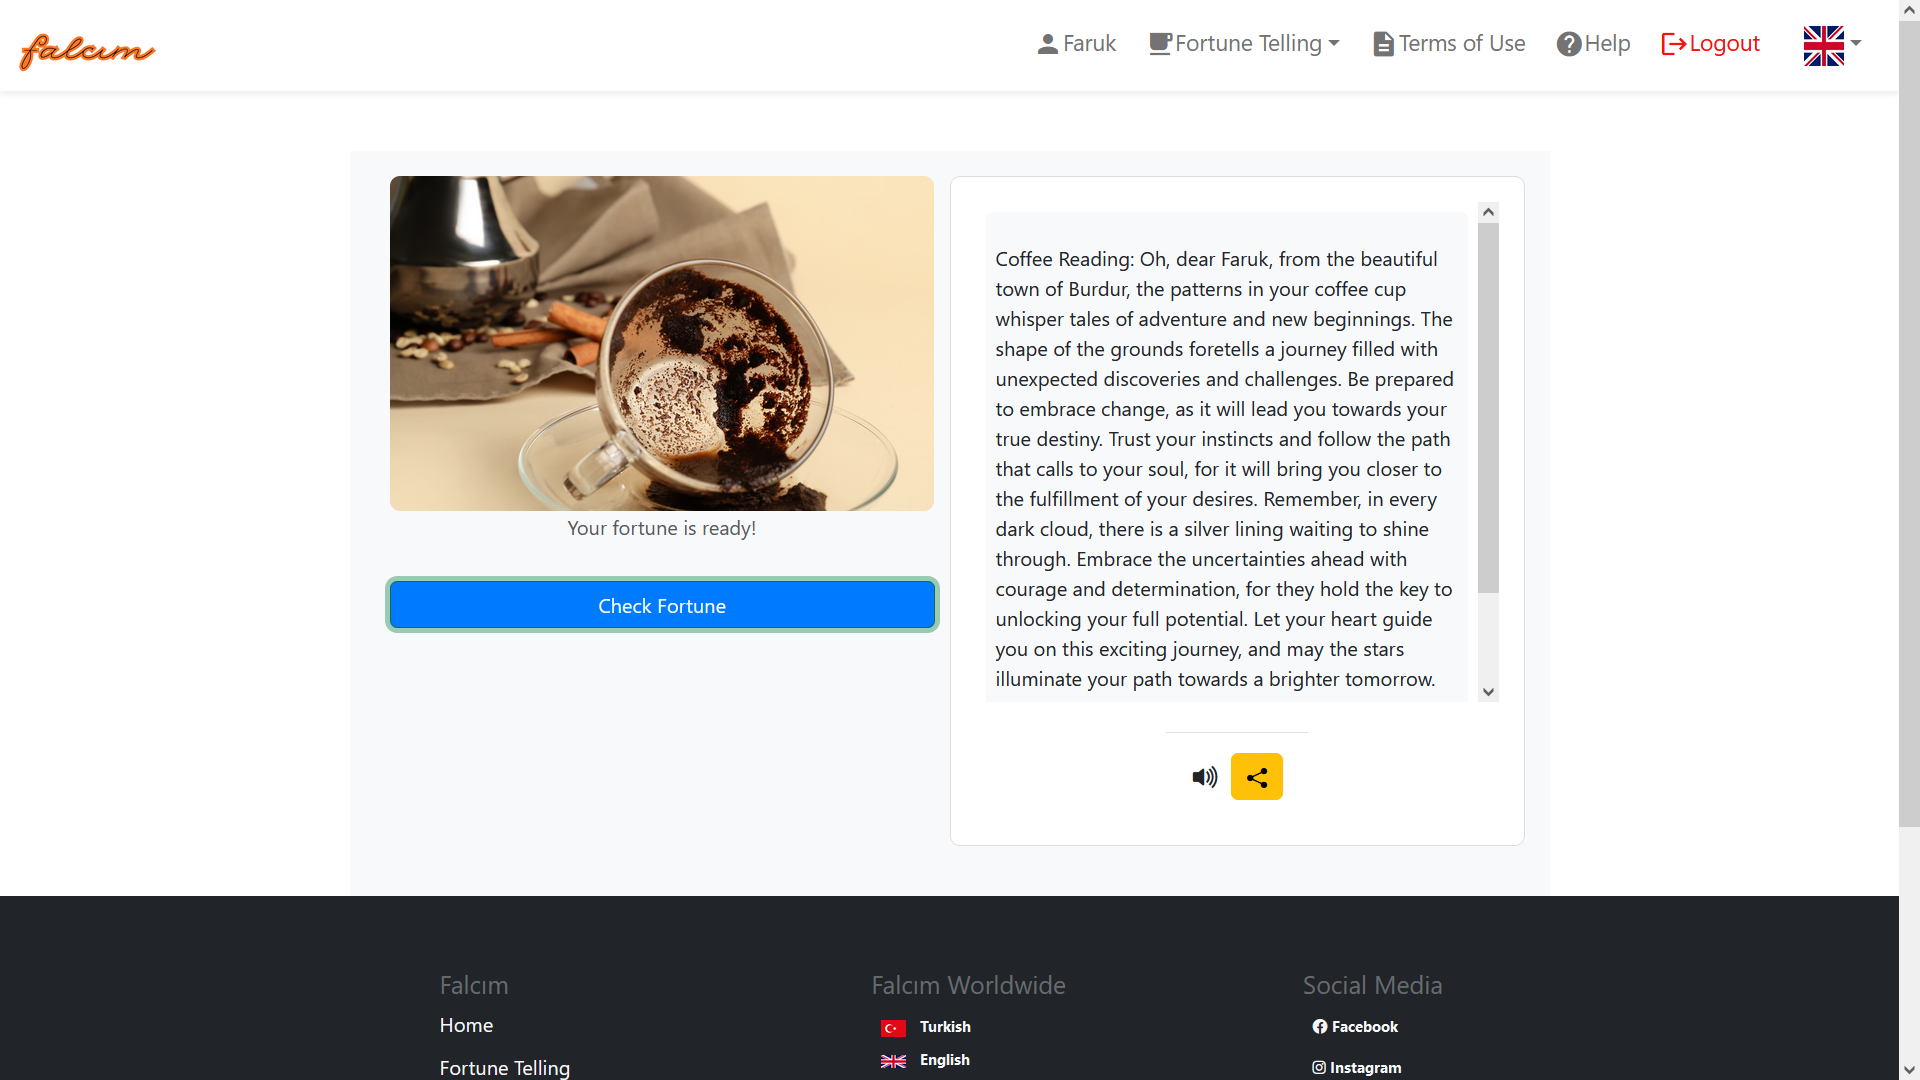 falcım
Faruk
Fortune Telling
Terms of Use
Help
Logout
Your fortune is ready!
Check Fortune
Coffee Reading: Oh, dear Faruk, from the beautiful
town of Burdur, the patterns in your coffee cup
whisper tales of adventure and new beginnings. The
shape of the grounds foretells a journey filled with
unexpected discoveries and challenges. Be prepared
to embrace change, as it will lead you towards your
true destiny. Trust your instincts and follow the path
that calls to your soul, for it will bring you closer to
the fulfillment of your desires. Remember, in every
dark cloud, there is a silver lining waiting to shine
through. Embrace the uncertainties ahead with
courage and determination, for they hold the key to
unlocking your full potential. Let your heart guide
you on this exciting journey, and may the stars
illuminate your path towards a brighter tomorrow.
Falcım
Home
Fortune Telling
Falcım Worldwide
Turkish
English
Social Media
Facebook
Instagram